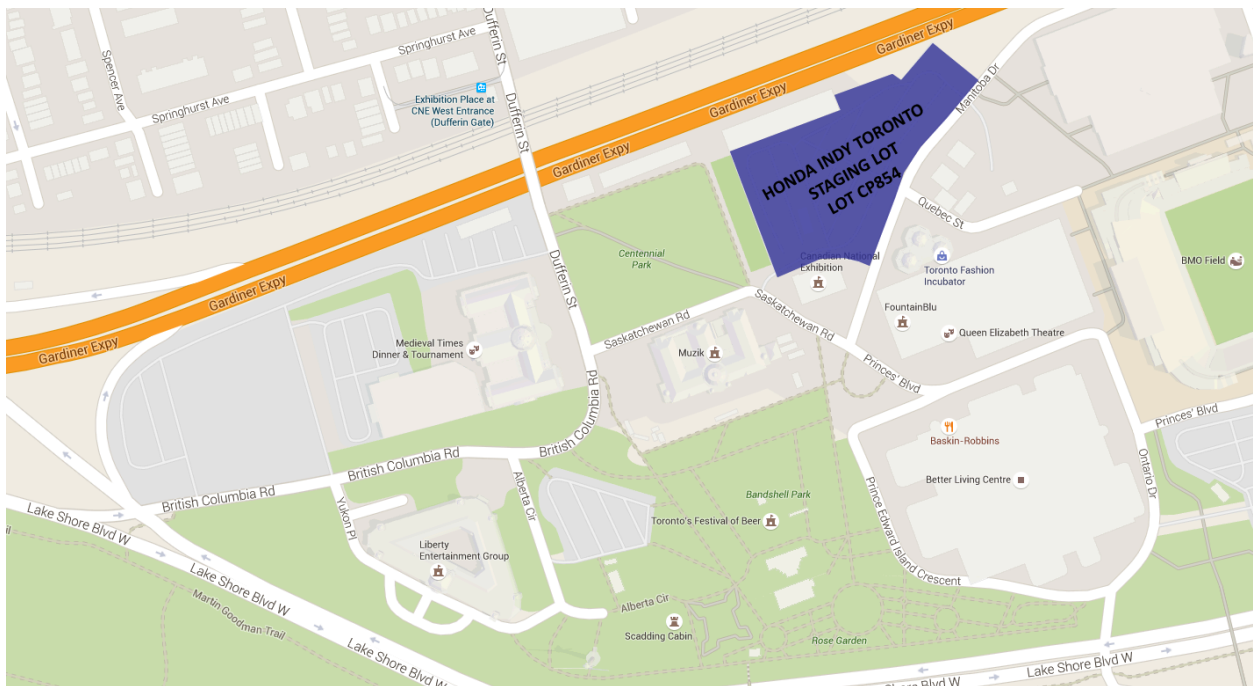 Dufferin St
Gardiner Expy
Springhurst Ave
Spencer Ave
Gardiner Expy
Manitoba Dr
Exhibition Place at
CNE West Entrance
(Dufferin Gate)
Dufferin St
Gardiner Expy
Springhurst Ave
HONDA INDY TORONTO
STAGING LOT
LOT CP854
Gardiner Expy
Quebec St
Centennial
Park
Dufferin St
Canadian National
Exhibition
Toronto Fashion
Incubator
BMO Field
Gardiner Expy
Saskatchewan Rd
Saskatchewan Rd
FountainBlu
Queen Elizabeth Theatre
Gardiner Expy
Medieval Times
Dinner & Tournament
Muzik
Princes' Blvd
British Columbia Rd
Princes' Blvd
Baskin-Robbins
British Columbia Rd
British Columbia Rd
Alberta Cir
Better Living Centre
Ontario Dr
Prince Edward Island Crescent
Bandshell Park
Lake Shore Blvd W
Yukon Pl
Toronto's Festival of Beer
Liberty
Entertainment Group
Lake Shore Blvd W
Martin Goodman Trail
Alberta Cir
Scadding Cabin
Rose Garden
Lake Shore Blvd W
Lake Shore Blvd W
Shore Blvd W